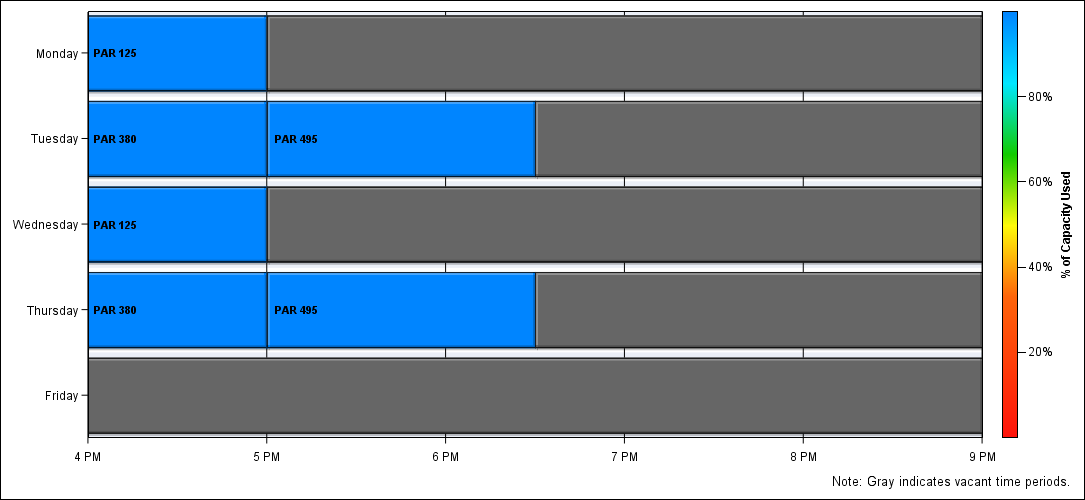 Monday
PAR 125
Tuesday
PAR 380
PAR 495
Wednesday
PAR 125
Thursday
PAR 380
PAR 495
Friday
4 PM
5 PM
6 PM
7 PM
8 PM
9 PM
80%
60%
40%
20%
% of Capacity Used
Note: Gray indicates vacant time periods.